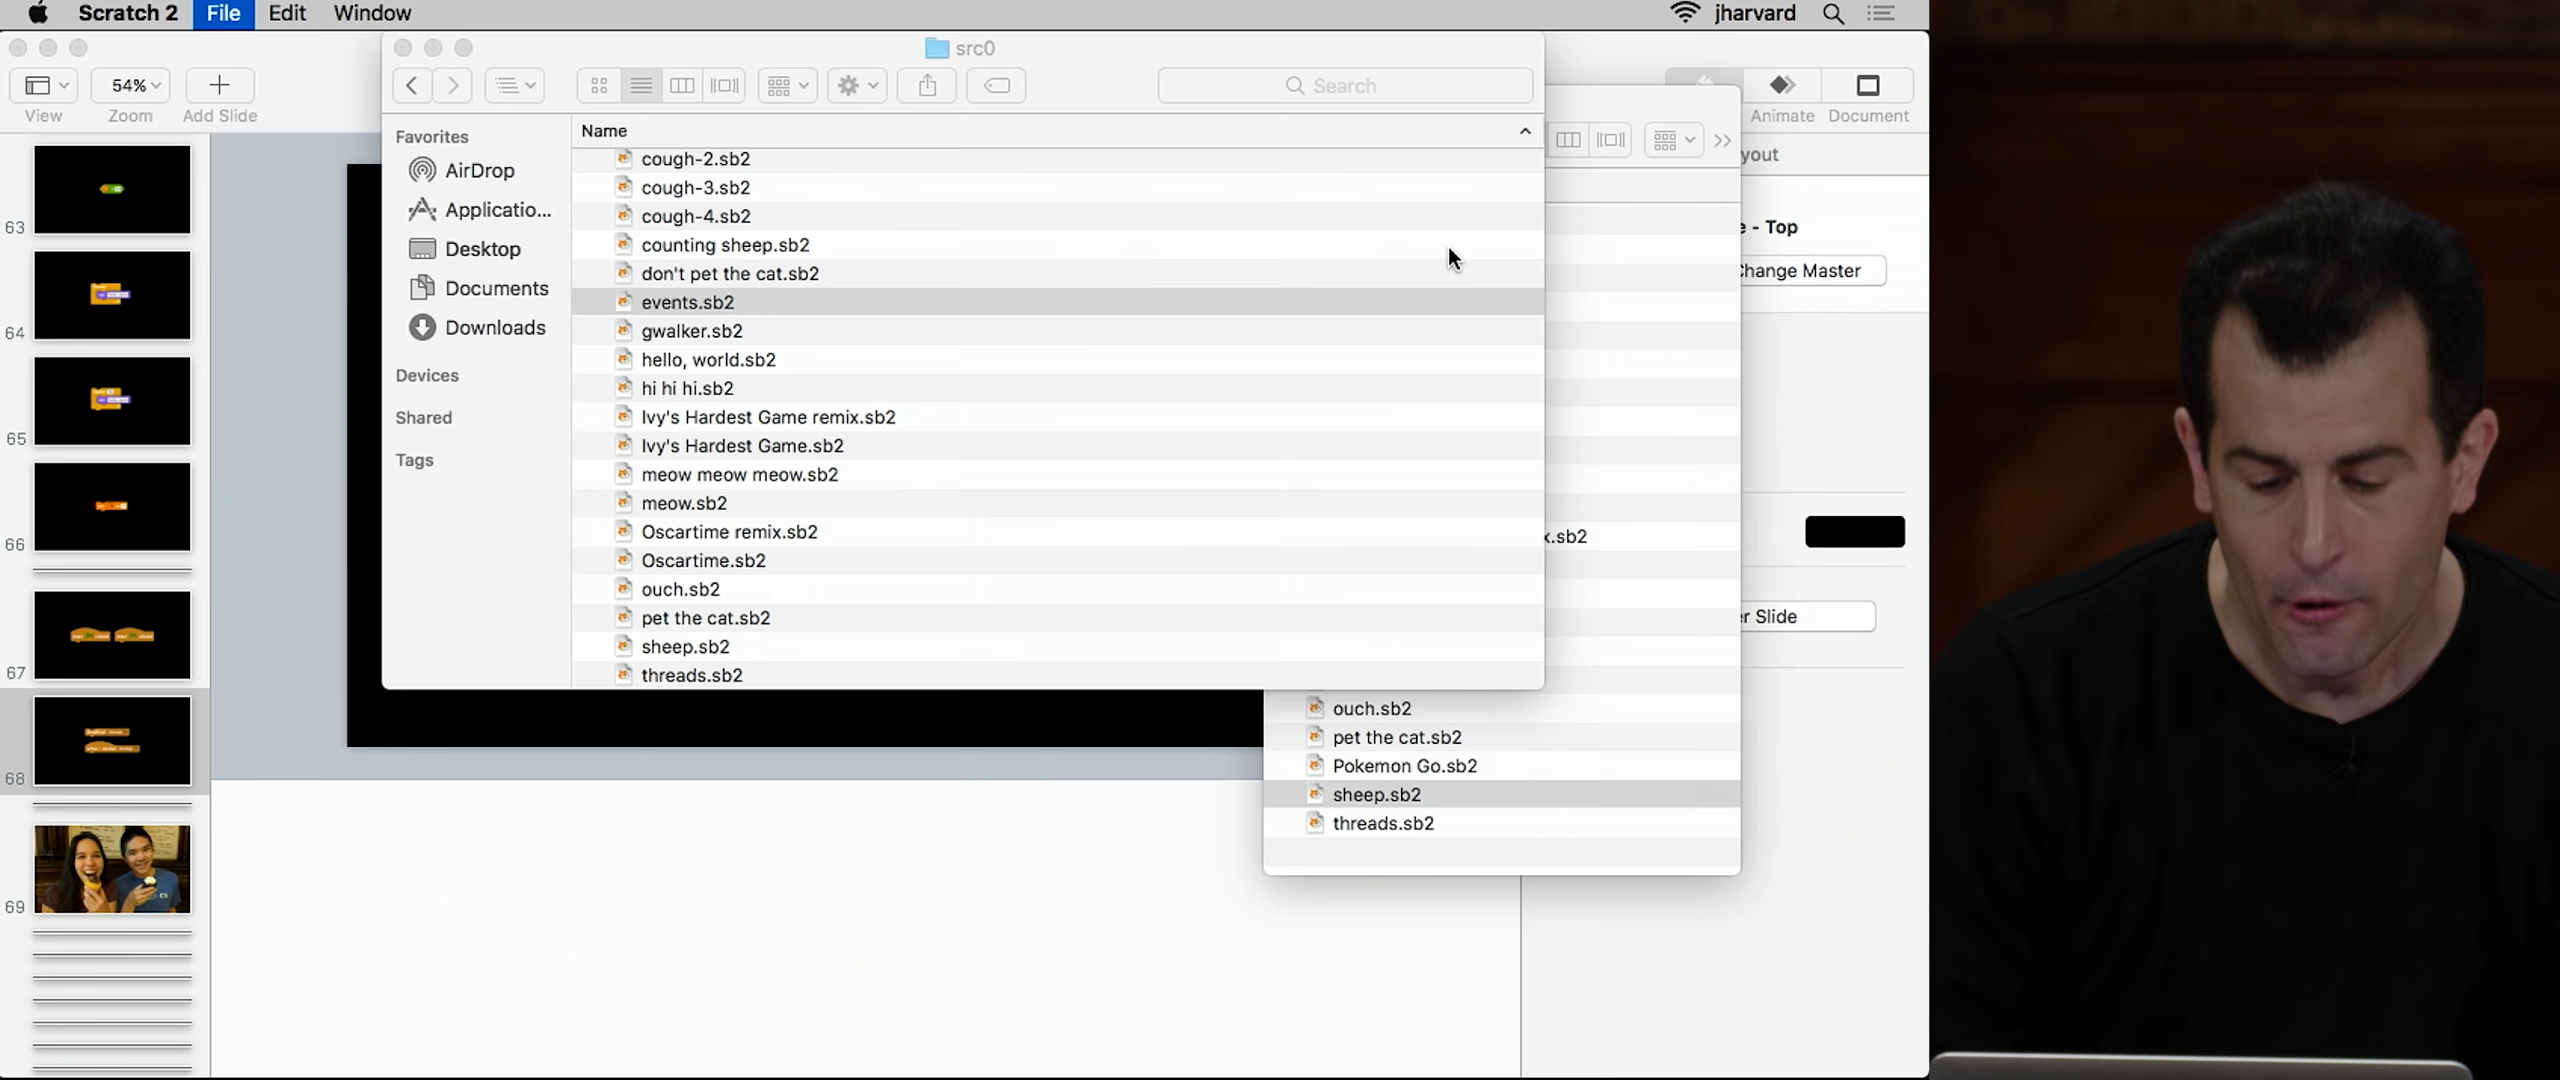 Scratch 2 File Edit Window jharvard
src0
54%
Search
View Zoom Add Slide Animate Document
Favorites
AirDrop
Applicatio...
Desktop
Documents
Downloads
Devices
Shared
Tags
Name
cough-2.sb2
cough-3.sb2
cough-4.sb2
counting sheep.sb2
don't pet the cat.sb2
events.sb2
gwalker.sb2
hello, world.sb2
hi hi hi.sb2
Ivy's Hardest Game remix.sb2
Ivy's Hardest Game.sb2
meow meow meow.sb2
meow.sb2
Oscartime remix.sb2
Oscartime.sb2
ouch.sb2
pet the cat.sb2
sheep.sb2
threads.sb2
x.sb2
ouch.sb2
pet the cat.sb2
Pokemon Go.sb2
sheep.sb2
threads.sb2
yout
e - Top
Change Master
r Slide
63
64
65
66
67
68
69